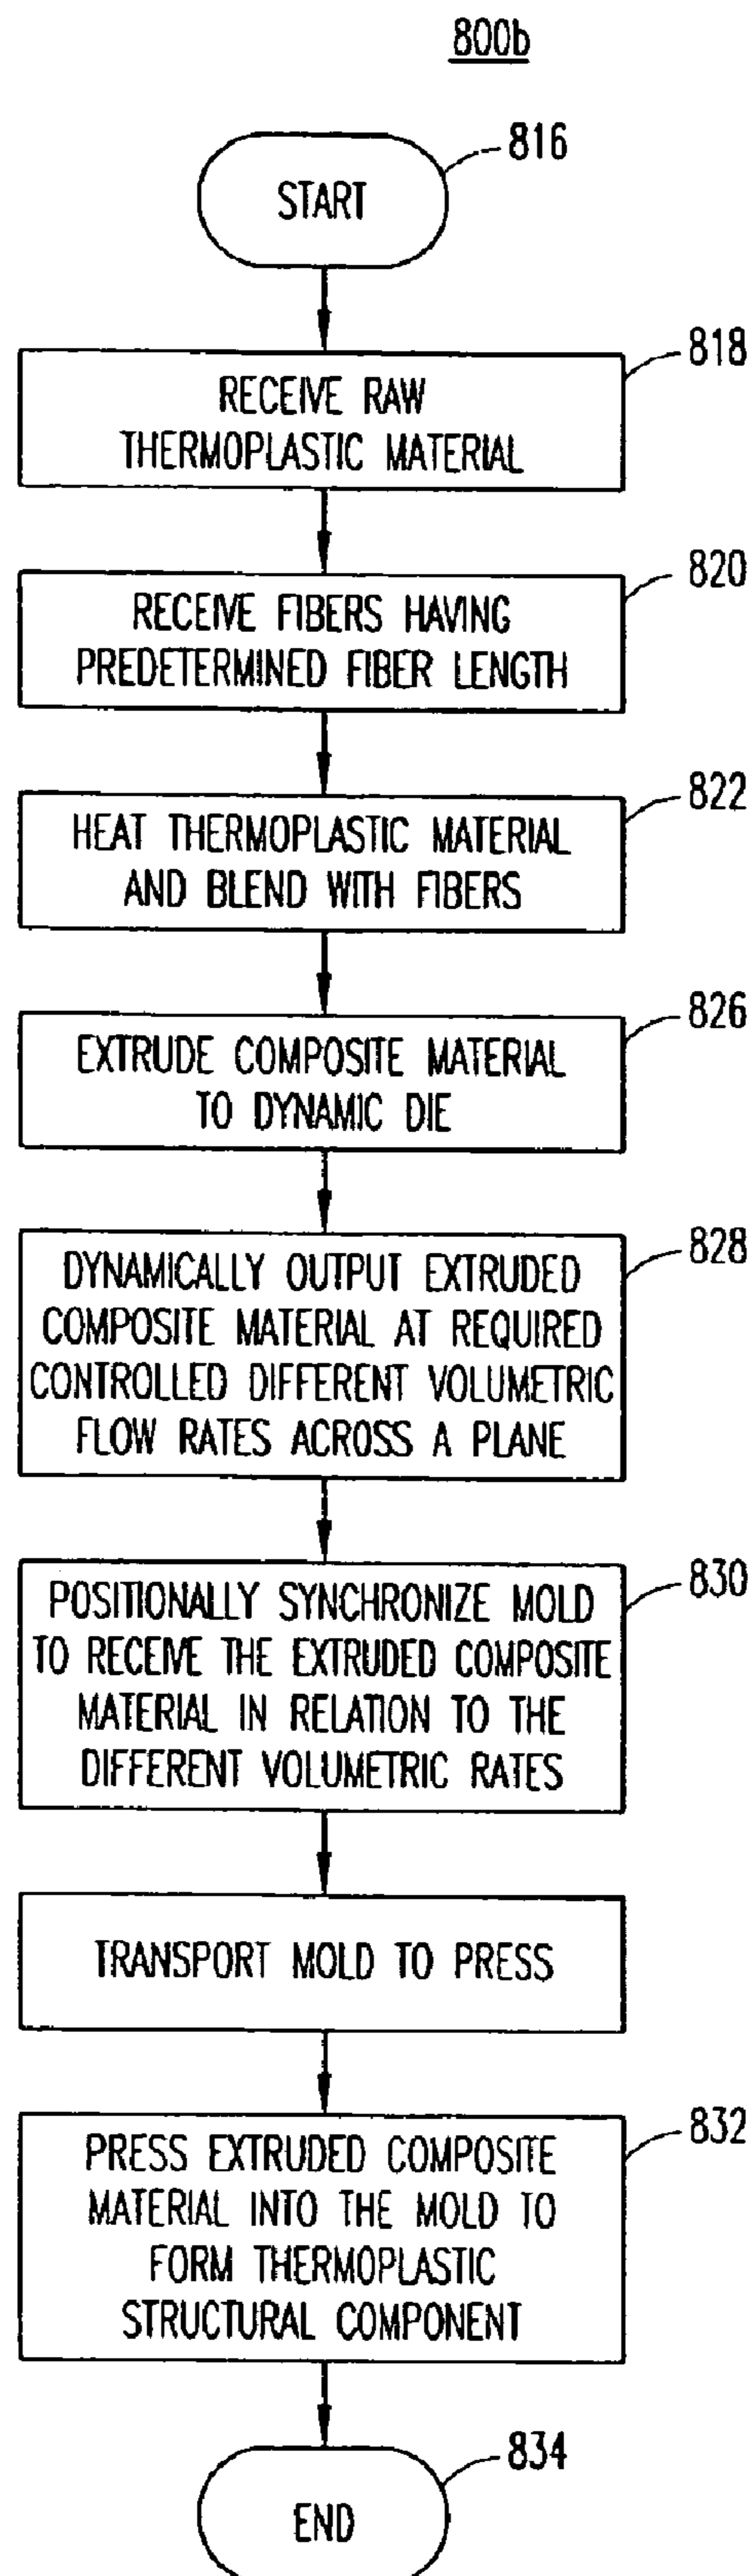 800b
816
START
818
RECEIVE RAW
THERMOPLASTIC MATERIAL
820
RECEIVE FIBERS HAVING
PREDETERMINED FIBER LENGTH
822
HEAT THERMOPLASTIC MATERIAL
AND BLEND WITH FIBERS
826
EXTRUDE COMPOSITE MATERIAL
TO DYNAMIC DIE
828
DYNAMICALLY OUTPUT EXTRUDED
COMPOSITE MATERIAL AT REQUIRED
CONTROLLED DIFFERENT VOLUMETRIC
FLOW RATES ACROSS A PLANE
830
POSITIONALLY SYNCHRONIZE MOLD
TO RECEIVE THE EXTRUDED COMPOSITE
MATERIAL IN RELATION TO THE
DIFFERENT VOLUMETRIC RATES
TRANSPORT MOLD TO PRESS
832
PRESS EXTRUDED COMPOSITE
MATERIAL INTO THE MOLD TO
FORM THERMOPLASTIC
STRUCTURAL COMPONENT
834
END